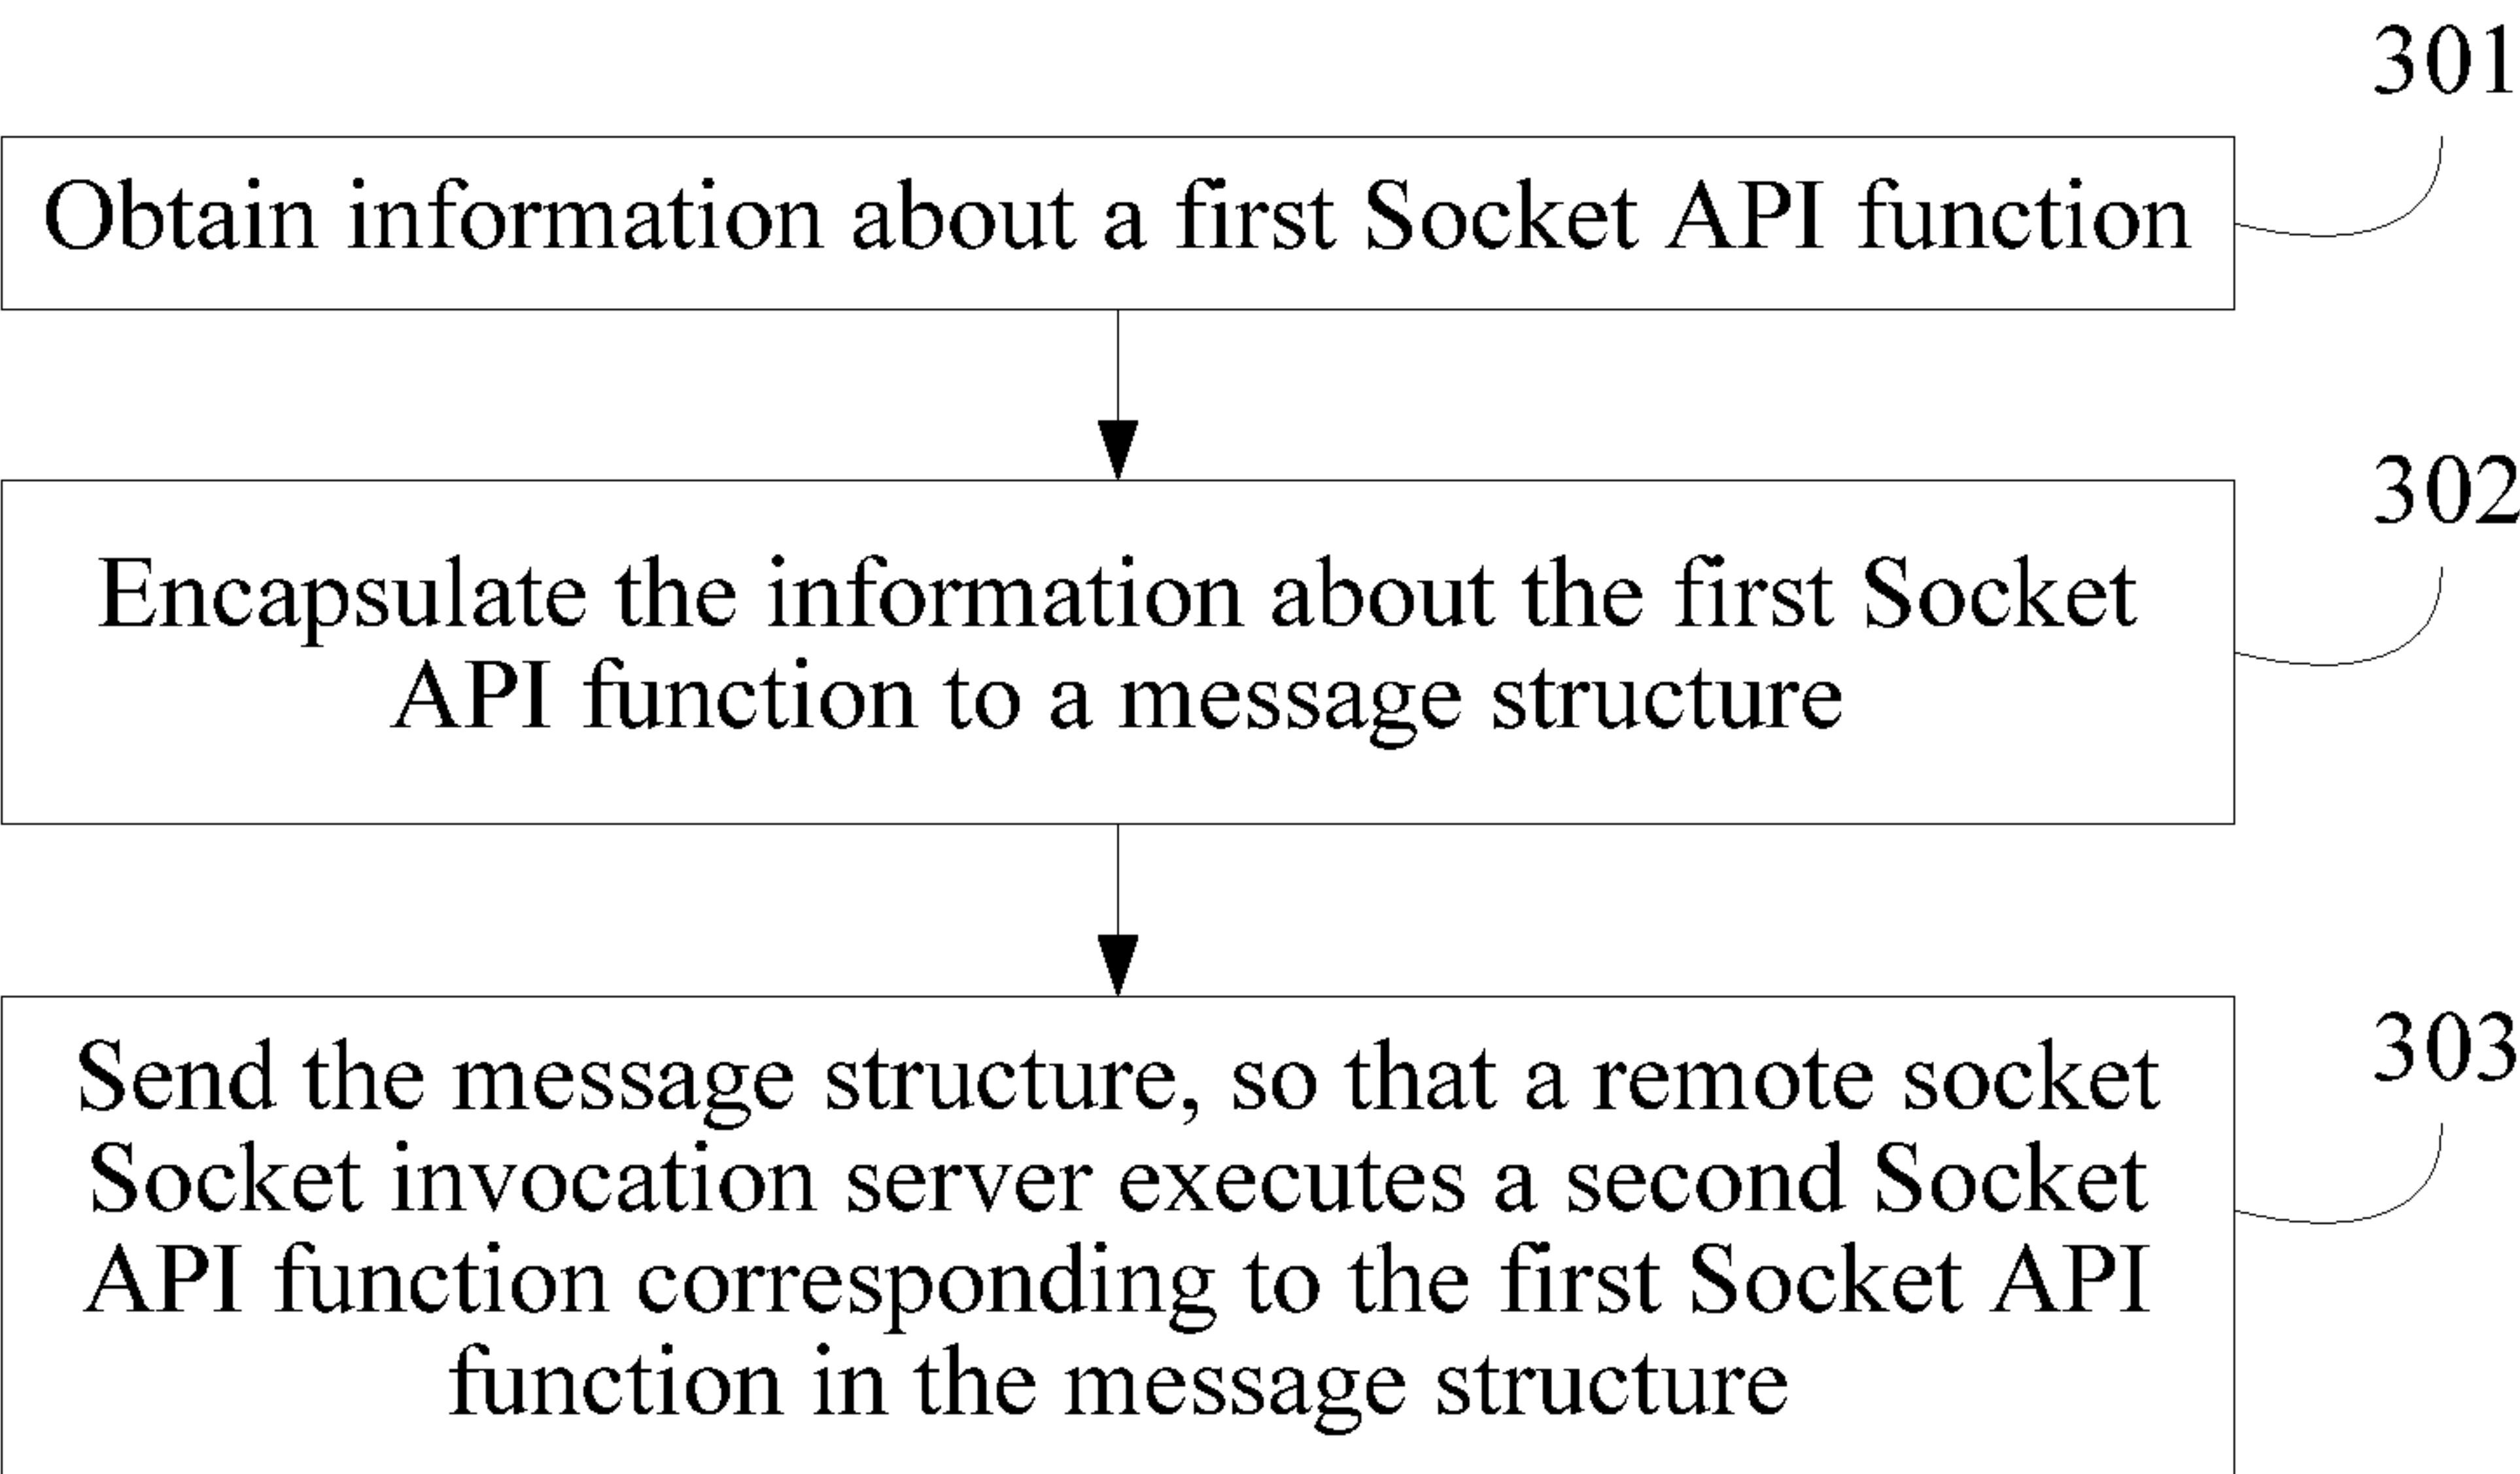 301
Obtain information about a first Socket API function
302
Encapsulate the information about the first Socket
API function to a message structure
303
Send the message structure, so that a remote socket
Socket invocation server executes a second Socket
API function corresponding to the first Socket API
function in the message structure